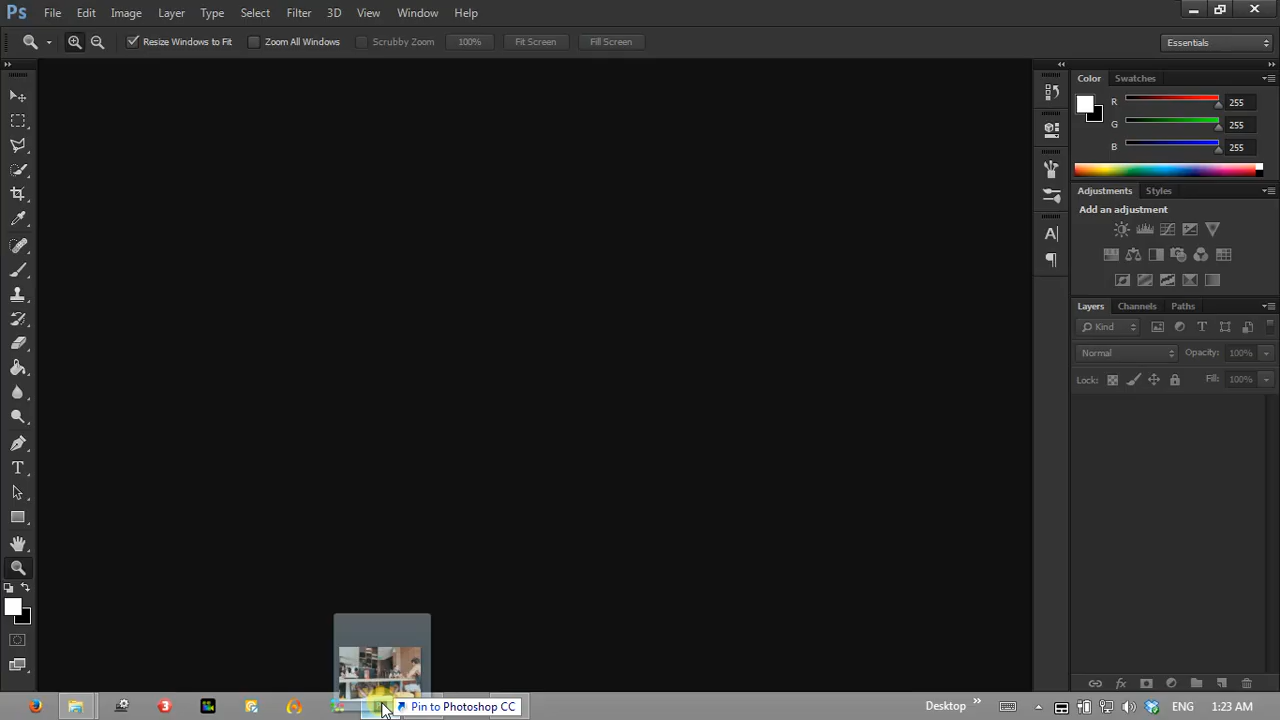 Ps File Edit Image Layer Type Select Filter 3D View Window Help
Resize Windows to Fit Zoom All Windows Scrubby Zoom 100% Fit Screen Fill Screen Essentials
Color Swatches
R 255
G 255
B 255
Adjustments Styles
Add an adjustment
Layers Channels Paths
Kind
Normal Opacity: 100%
Lock: Fill: 100%
Pin to Photoshop CC
Desktop » ENG 1:23 AM